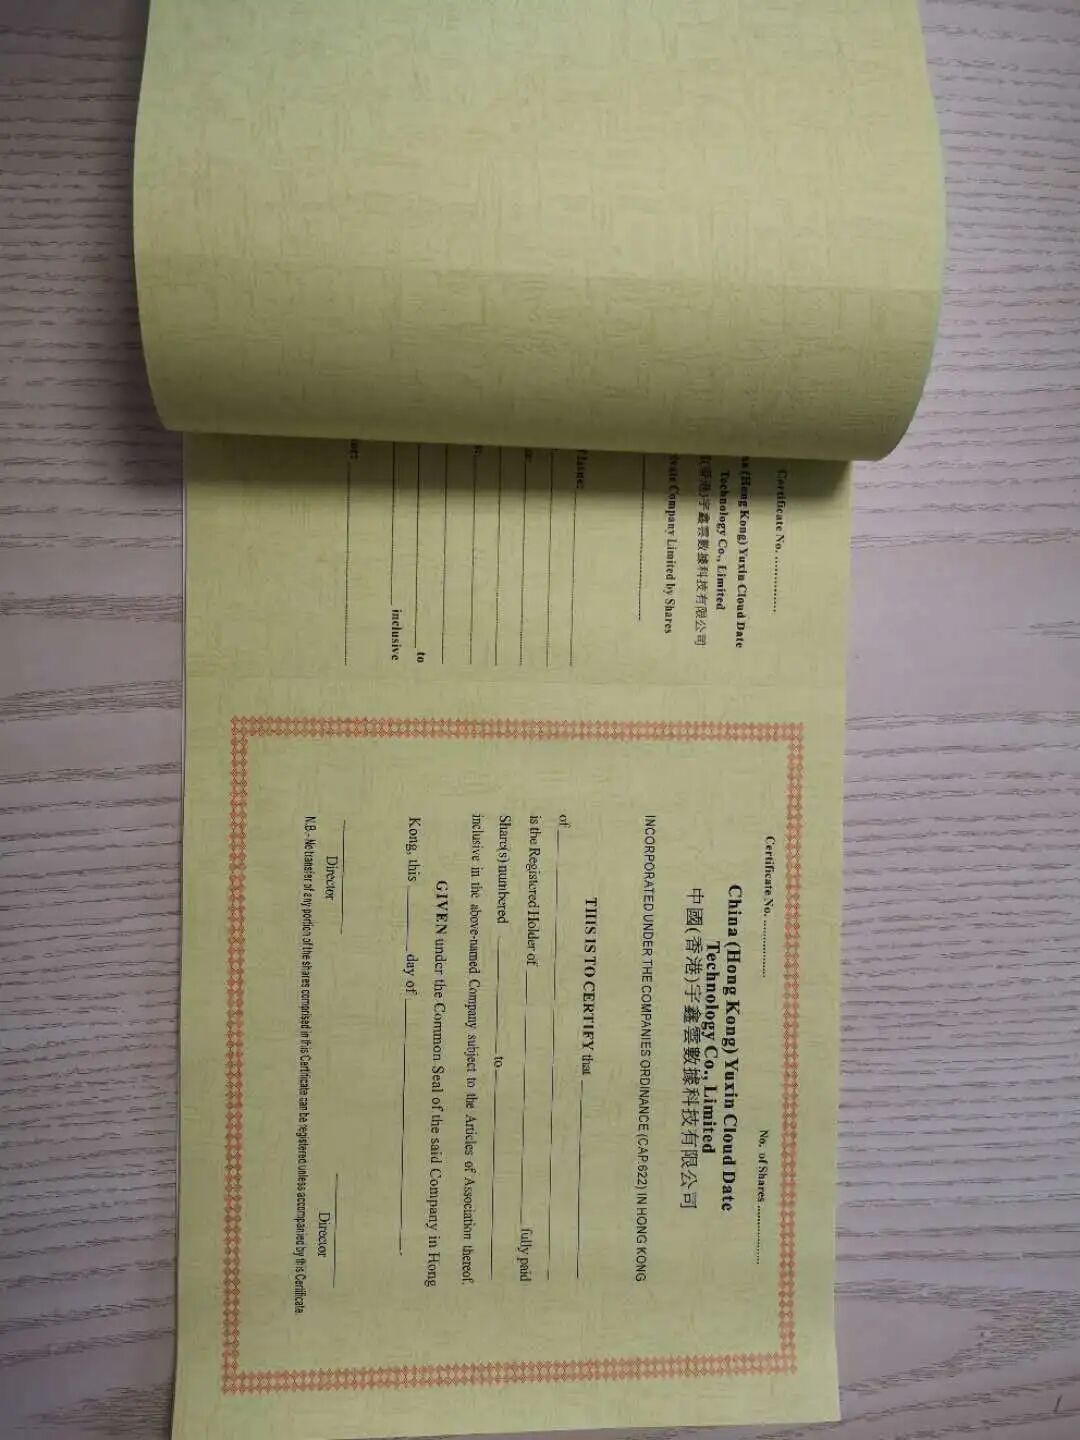 Certificate No. ..............
(Hong Kong) Yuxin Cloud Date
Technology Co., Limited
香港)宇鑫雲數據科技有限公司
Company Limited by Shares
to
inclusive
Certificate No. ................
No. of Shares ................
China (Hong Kong) Yuxin Cloud Date
Technology Co., Limited
中國(香港)宇鑫雲數據科技有限公司
INCORPORATED UNDER THE COMPANIES ORDINANCE (CAP.622) IN HONG KONG
THIS IS TO CERTIFY that
of
is the Registered Holder of fully paid
Share(s) numbered to
inclusive in the above-named Company subject to the Articles of Association thereof.
GIVEN under the Common Seal of the said Company in Hong
Kong, this day of .
Director Director
N.B.- No transfer of any portion of the shares comprised in this Certificate can be registered unless accompanied by this Certificate